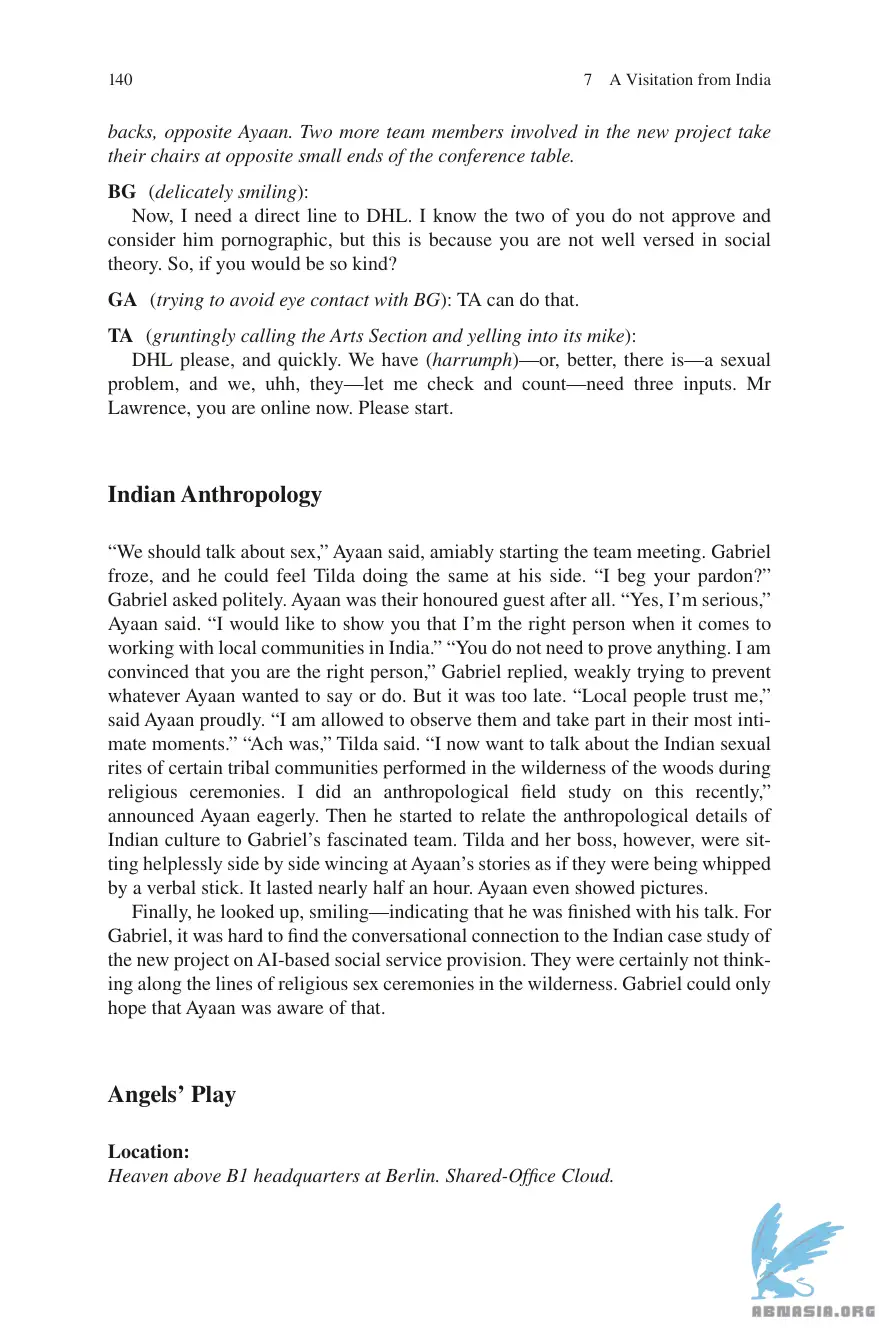 140 7 A Visitation from India
backs, opposite Ayaan. Two more team members involved in the new project take
their chairs at opposite small ends of the conference table.
BG (delicately smiling):
Now, I need a direct line to DHL. I know the two of you do not approve and
consider him pornographic, but this is because you are not well versed in social
theory. So, if you would be so kind?
GA (trying to avoid eye contact with BG): TA can do that.
TA (gruntingly calling the Arts Section and yelling into its mike):
DHL please, and quickly. We have (harrumph)—or, better, there is—a sexual
problem, and we, uhh, they—let me check and count—need three inputs. Mr
Lawrence, you are online now. Please start.
Indian Anthropology
“We should talk about sex,” Ayaan said, amiably starting the team meeting. Gabriel
froze, and he could feel Tilda doing the same at his side. “I beg your pardon?”
Gabriel asked politely. Ayaan was their honoured guest after all. “Yes, I’m serious,”
Ayaan said. “I would like to show you that I’m the right person when it comes to
working with local communities in India.” “You do not need to prove anything. I am
convinced that you are the right person,” Gabriel replied, weakly trying to prevent
whatever Ayaan wanted to say or do. But it was too late. “Local people trust me,”
said Ayaan proudly. “I am allowed to observe them and take part in their most inti-
mate moments.” “Ach was,” Tilda said. “I now want to talk about the Indian sexual
rites of certain tribal communities performed in the wilderness of the woods during
religious ceremonies. I did an anthropological field study on this recently,”
announced Ayaan eagerly. Then he started to relate the anthropological details of
Indian culture to Gabriel’s fascinated team. Tilda and her boss, however, were sit-
ting helplessly side by side wincing at Ayaan’s stories as if they were being whipped
by a verbal stick. It lasted nearly half an hour. Ayaan even showed pictures.
Finally, he looked up, smiling—indicating that he was finished with his talk. For
Gabriel, it was hard to find the conversational connection to the Indian case study of
the new project on AI-based social service provision. They were certainly not think-
ing along the lines of religious sex ceremonies in the wilderness. Gabriel could only
hope that Ayaan was aware of that.
Angels’ Play
Location:
Heaven above B1 headquarters at Berlin. Shared-Office Cloud.
ABNASIA.ORG